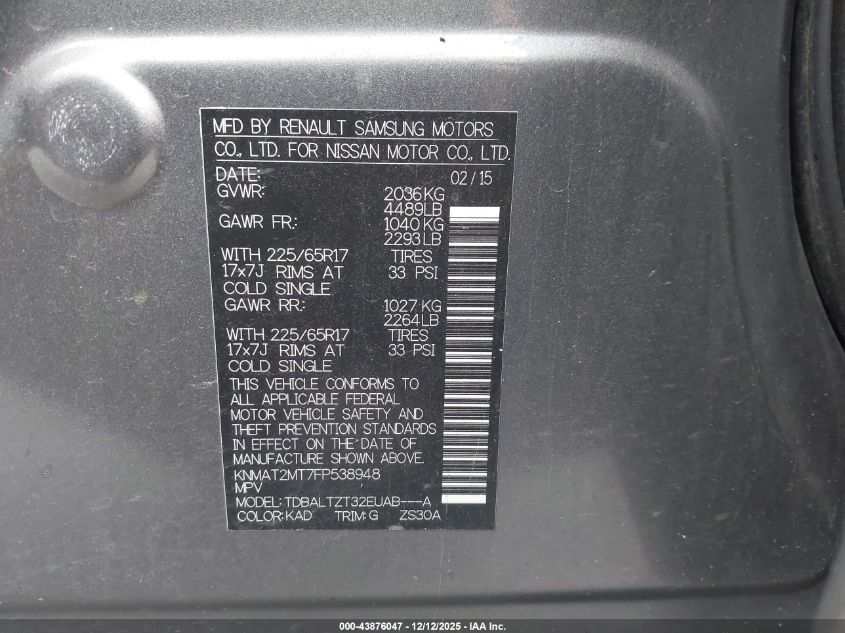 MFD BY RENAULT SAMSUNG MOTORS
CO., LTD. FOR NISSAN MOTOR CO., LTD.
DATE: 02 / 15
GVWR: 2036KG
4489LB
GAWR FR: 1040 KG
2293LB
WITH 225/65R17 TIRES
17x7J RIMS AT 33 PSI
COLD SINGLE
GAWR RR: 1027 KG
2264LB
WITH 225/65R17 TIRES
17x7J RIMS AT 33 PSI
COLD SINGLE
THIS VEHICLE CONFORMS TO
ALL APPLICABLE FEDERAL
MOTOR VEHICLE SAFETY AND
THEFT PREVENTION STANDARDS
IN EFFECT ON THE DATE OF
MANUFACTURE SHOWN ABOVE.
KNMAT2MT7FP538948
MPV
MODEL: TDBALTZT32EUAB---A
COLOR: KAD TRIM: G ZS30A
000-43876047 - 12/12/2025 - IAA Inc.